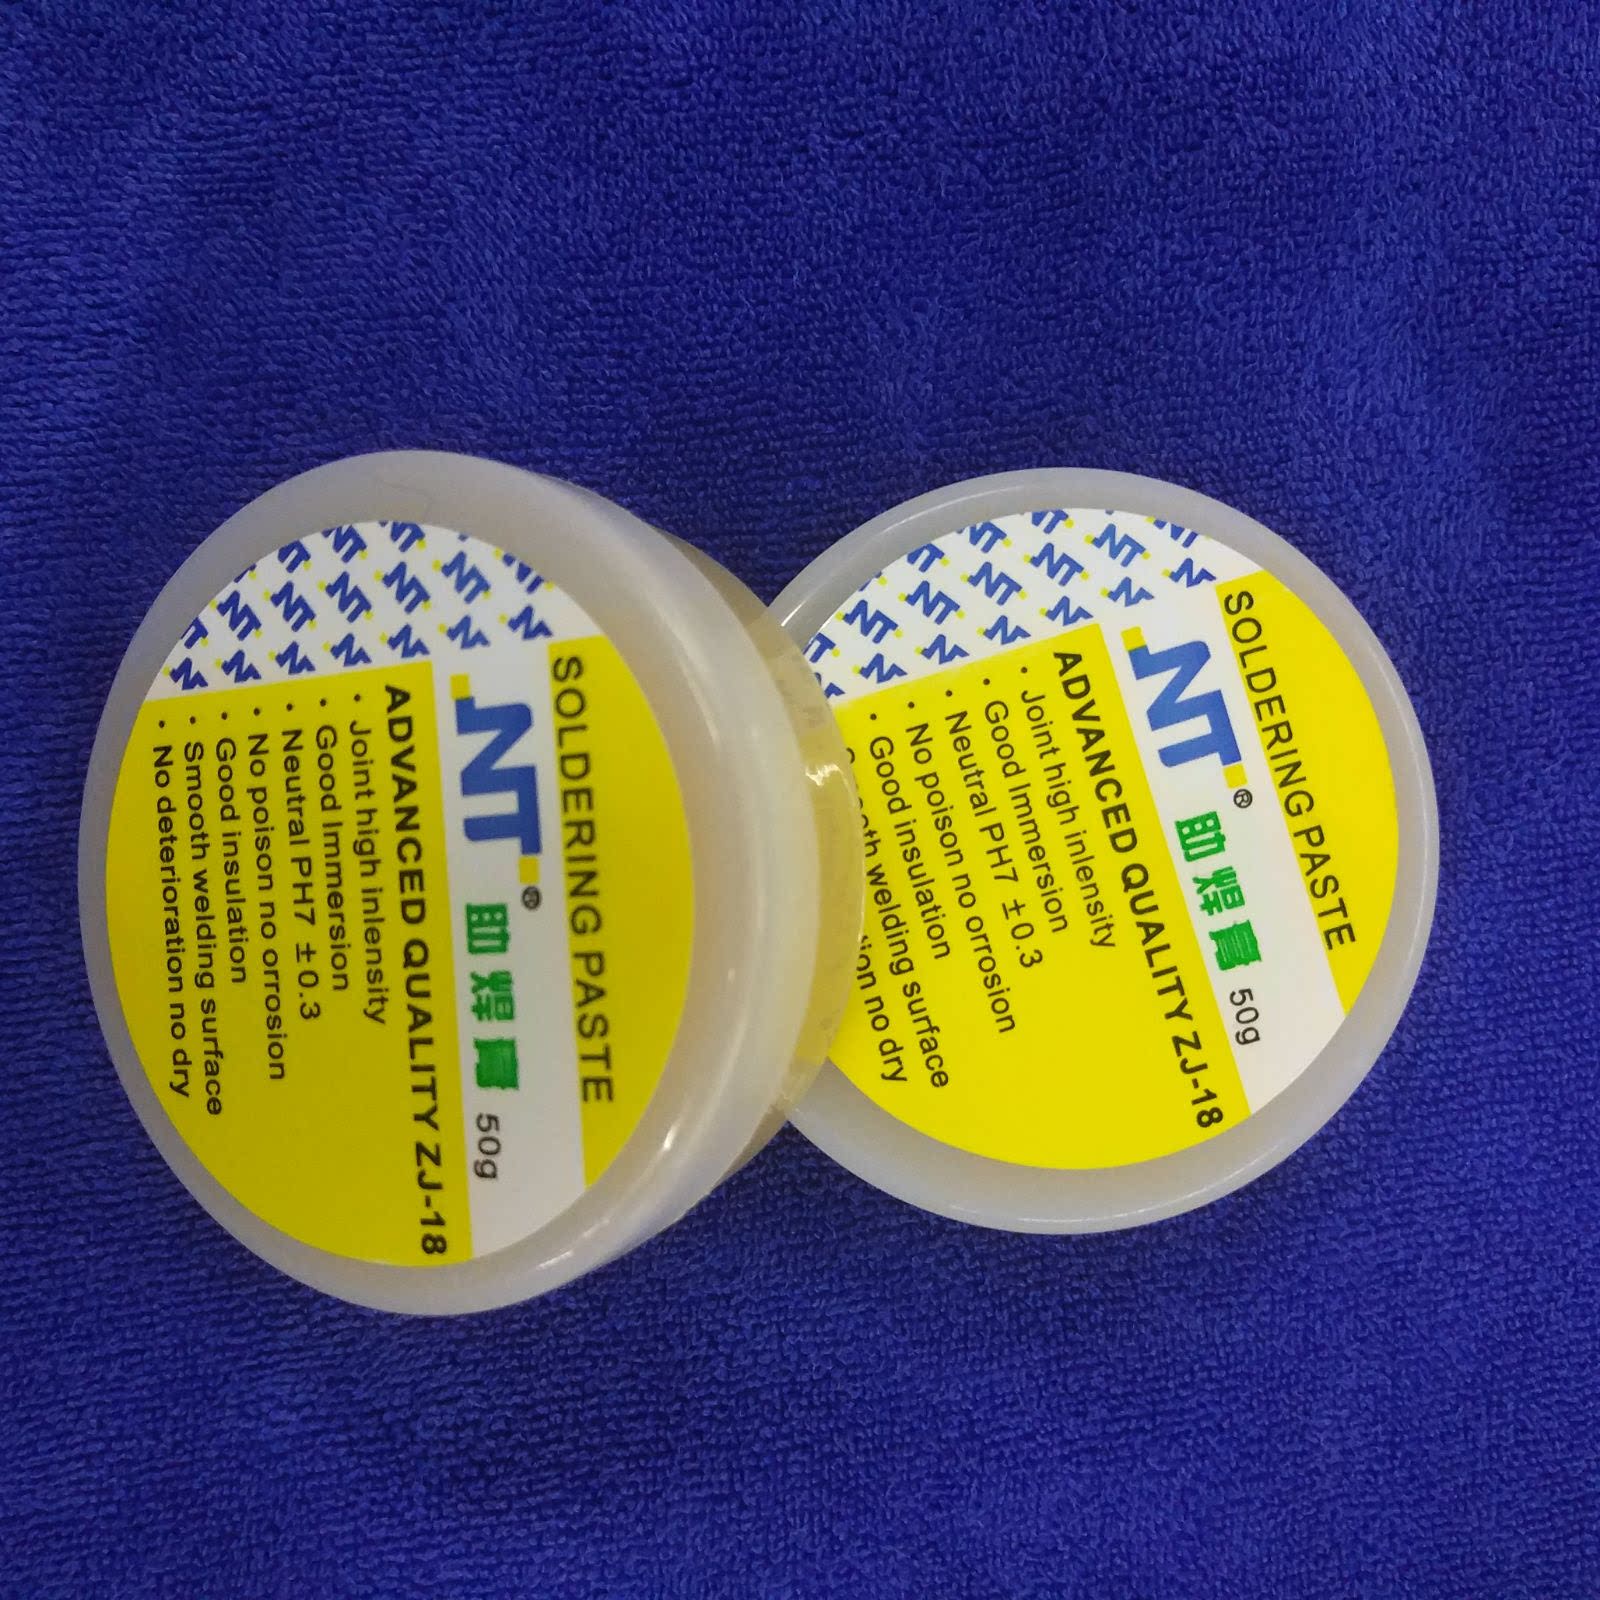 SOLDERING PASTE
NT® 助焊膏 50g
ADVANCED QUALITY ZJ-18
· Joint high inlensity
· Good Immersion
· Neutral PH7 ±0.3
· No poison no orrosion
· Good insulation
· Smooth welding surface
· No deterioration no dry
SOLDERING PASTE
NT® 助焊膏 50g
ADVANCED QUALITY ZJ-18
· Joint high inlensity
· Good Immersion
· Neutral PH7 ±0.3
· No poison no orrosion
· Good insulation
welding surface
no dry